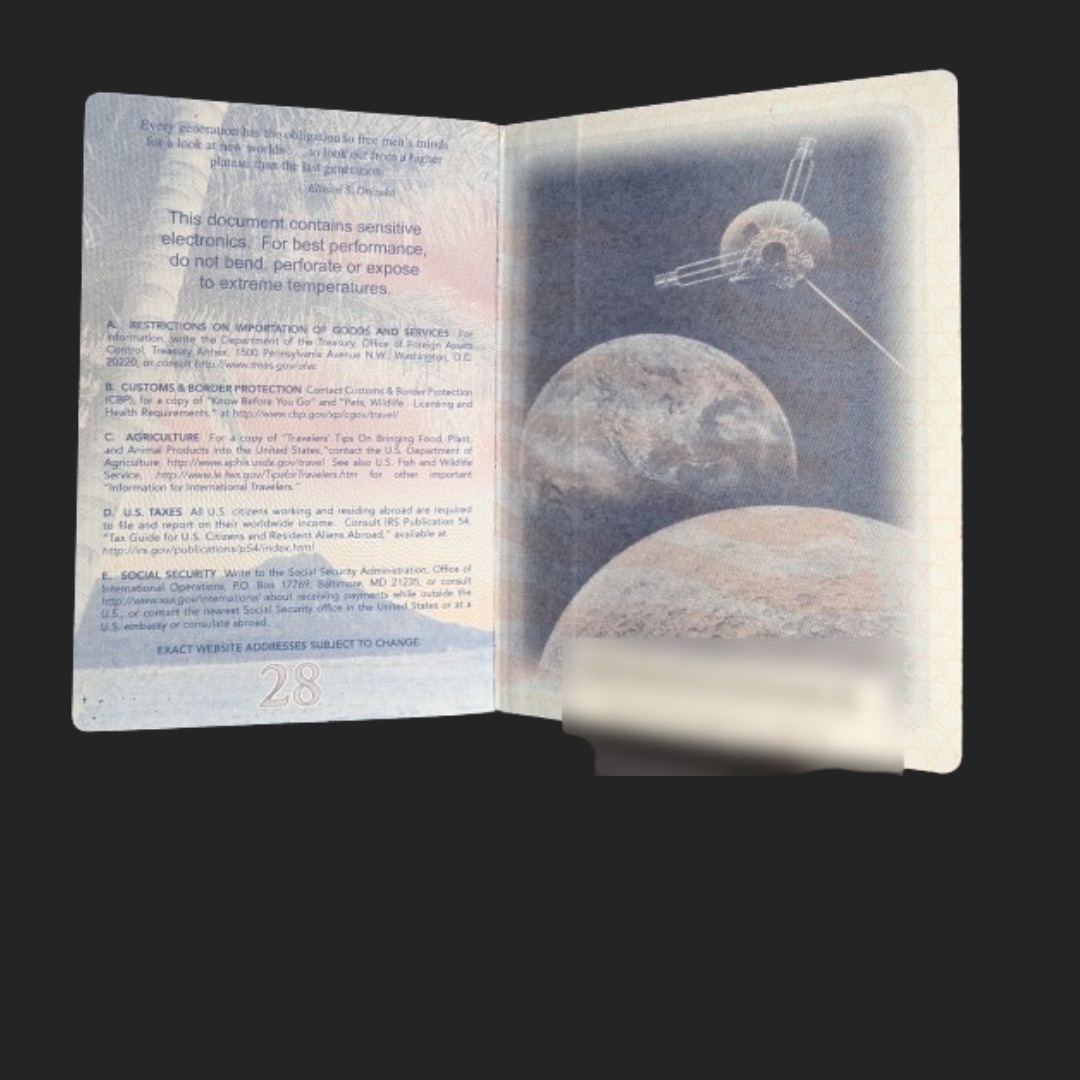 Every generation has the obligation to free men's minds
for a look at new worlds . . . to look out from a higher
plateau than the last generation.
Ellison S. Onizuka
This document contains sensitive
electronics. For best performance,
do not bend, perforate or expose
to extreme temperatures.
A. RESTRICTIONS ON IMPORTATION OF GOODS AND SERVICES For
information, write the Department of the Treasury, Office of Foreign Assets
Control, Treasury Annex, 1500 Pennsylvania Avenue N.W., Washington, D.C.
20220, or consult http://www.treas.gov/ofac
B. CUSTOMS & BORDER PROTECTION Contact Customs & Border Protection
(CBP), for a copy of "Know Before You Go" and "Pets, Wildlife - Licensing and
Health Requirements," at http://www.cbp.gov/xp/cgov/travel/
C. AGRICULTURE For a copy of "Travelers' Tips On Bringing Food, Plant,
and Animal Products into the United States,"contact the U.S. Department of
Agriculture, http://www.aphis.usda.gov/travel See also U.S. Fish and Wildlife
Service, http://www.le.fws.gov/TipsforTravelers.htm for other important
"Information for International Travelers."
D. U.S. TAXES All U.S. citizens working and residing abroad are required
to file and report on their worldwide income. Consult IRS Publication 54,
"Tax Guide for U.S. Citizens and Resident Aliens Abroad," available at
http://irs.gov/publications/p54/index.html
E. SOCIAL SECURITY Write to the Social Security Administration, Office of
International Operations, P.O. Box 17769, Baltimore, MD 21235, or consult
http://www.ssa.gov/international about receiving payments while outside the
U.S., or contact the nearest Social Security office in the United States or at a
U.S. embassy or consulate abroad.
EXACT WEBSITE ADDRESSES SUBJECT TO CHANGE.
28